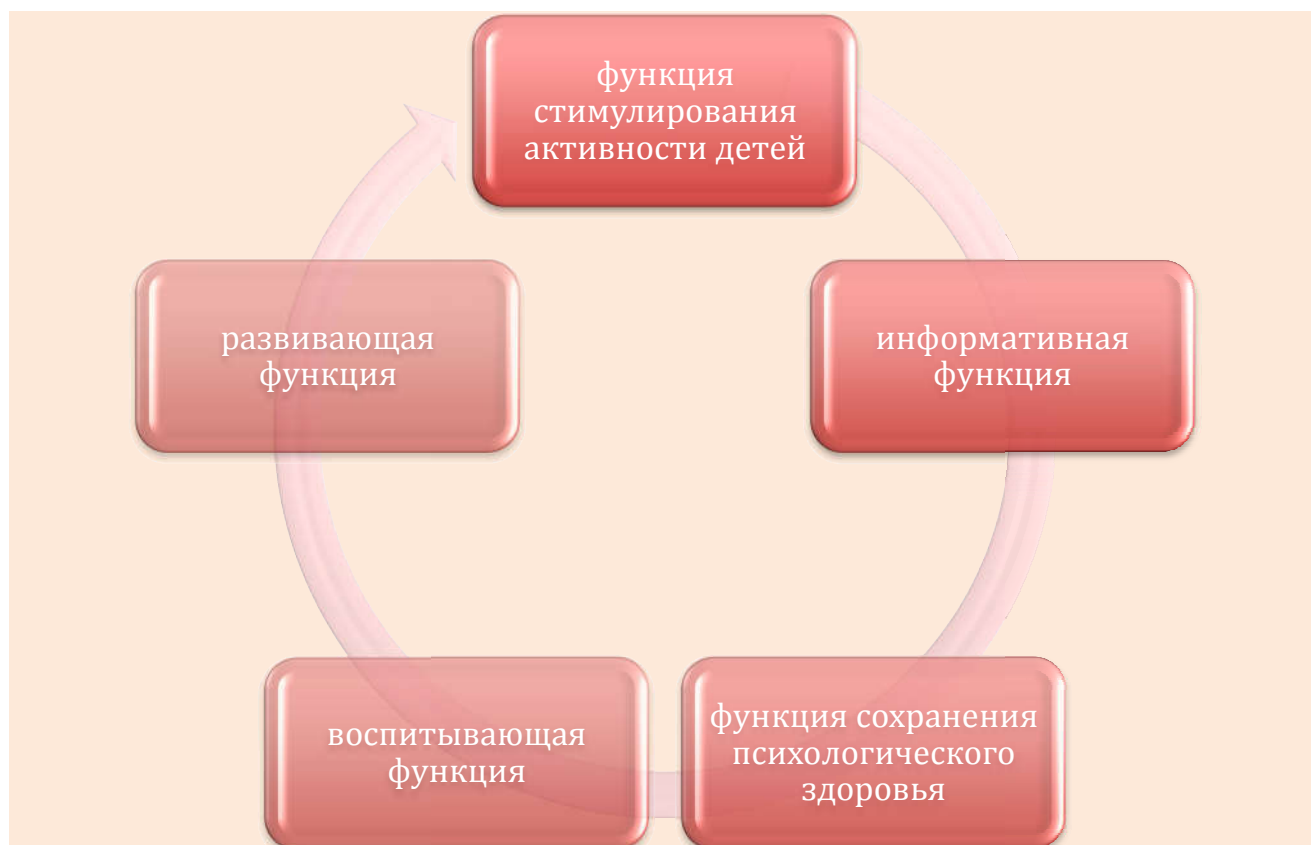 функция
стимулирования
активности детей
информативная
функция
функция сохранения
психологического
здоровья
воспитывающая
функция
развивающая
функция